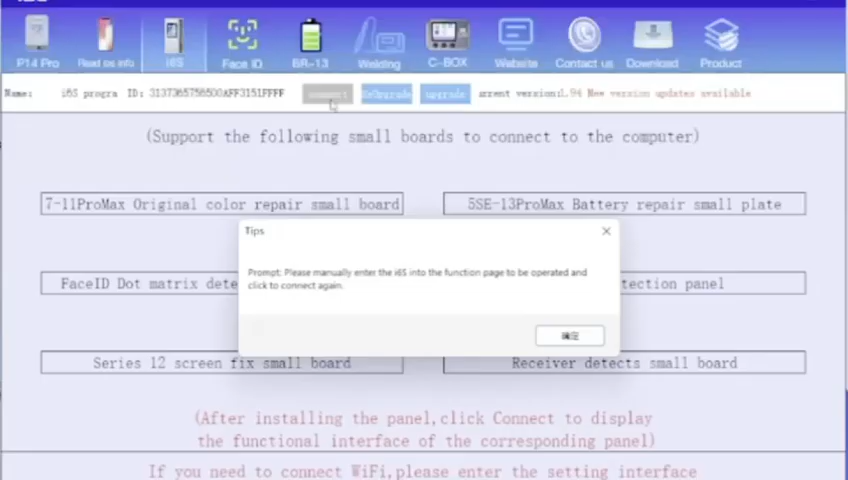 P14 Pro
Read os info
i6S
Face ID
BR-13
Welding
C-BOX
Website
Contact us
Download
Product
Name: i6S progra ID: 3137365756500AFF3151FFFF connect upgrade urrent version:1.94 New version updates available
(Support the following small boards to connect to the computer)
7-11ProMax Original color repair small board
5SE-13ProMax Battery repair small plate
Tips
Prompt: Please manually enter the i6S into the function page to be operated and
click to connect again.
FaceID Dot matrix dete
tection panel
确定
Series 12 screen fix small board
Receiver detects small board
(After installing the panel,click Connect to display
the functional interface of the corresponding panel)
If you need to connect WiFi,please enter the setting interface